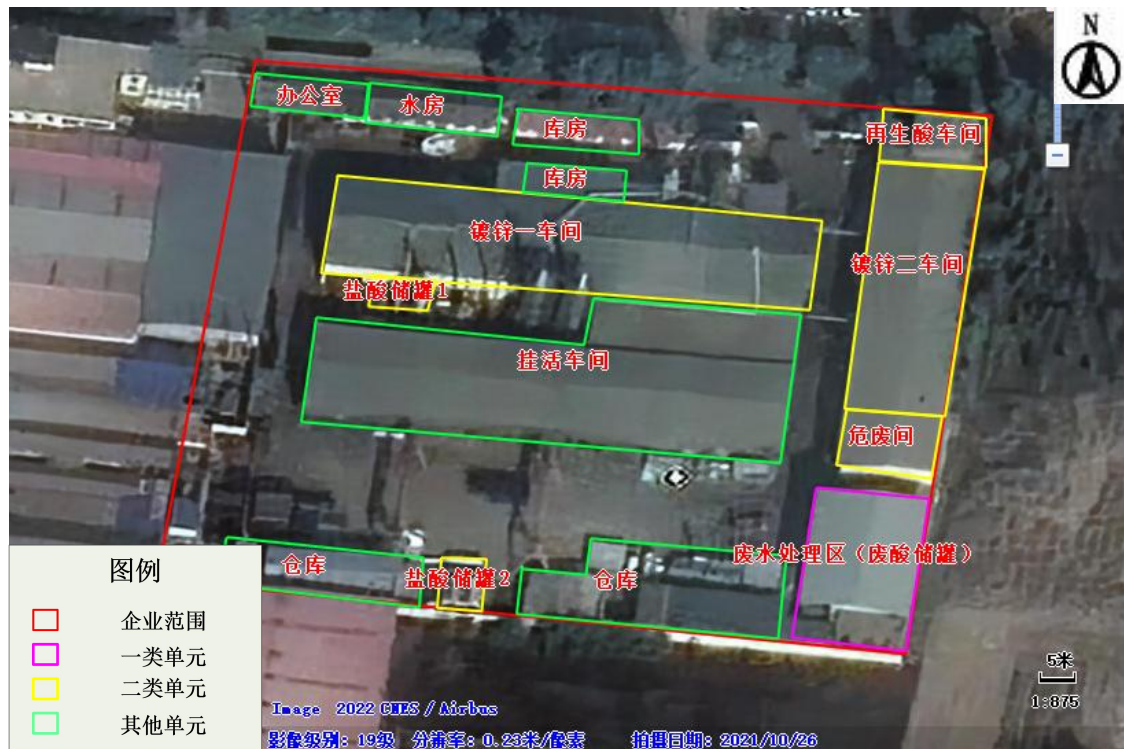 N
办公室
水房
库房
再生酸车间
库房
镀锌一车间
镀锌二车间
盐酸储罐1
挂活车间
危废间
废水处理区（废酸储罐）
仓库
盐酸储罐2
仓库
图例
企业范围
一类单元
二类单元
其他单元
5米
1:875
Image 2022 CNES / Airbus
影像级别：19级 分辨率：0.23米/像素 拍摄日期：2021/10/26